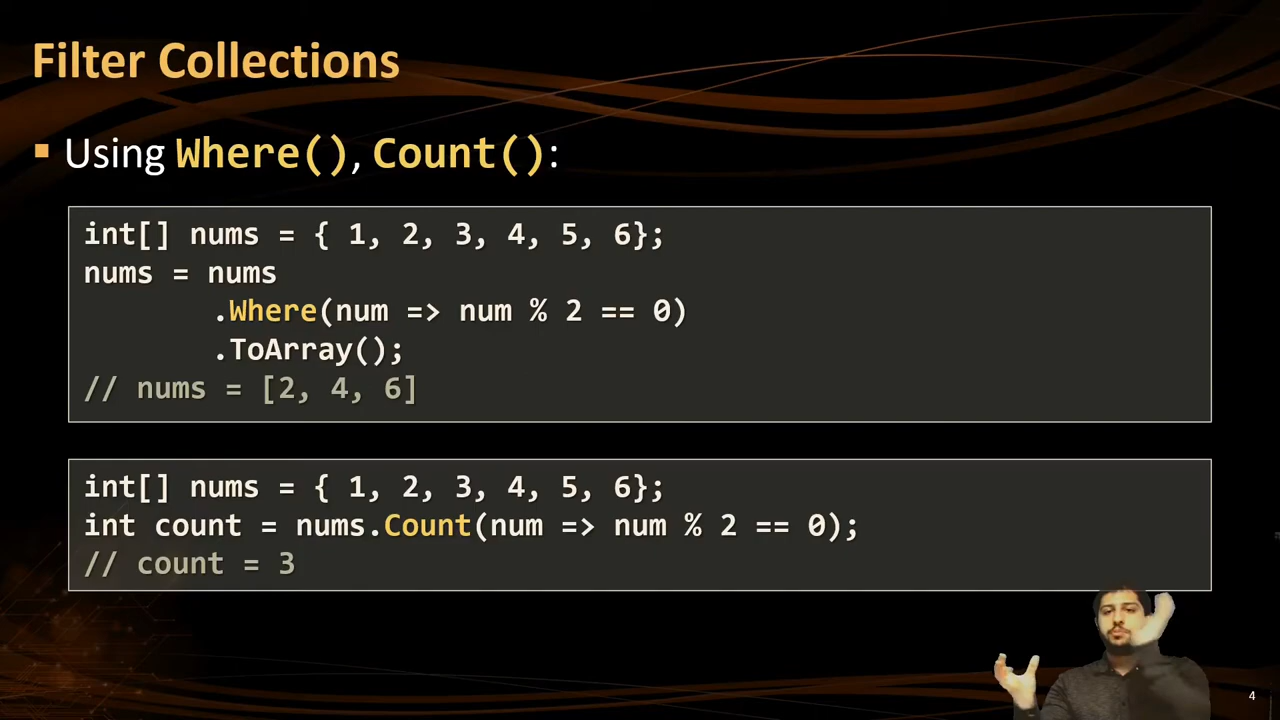 Filter Collections
▪ Using Where(), Count():
int[] nums = { 1, 2, 3, 4, 5, 6};
nums = nums
.Where(num => num % 2 == 0)
.ToArray();
// nums = [2, 4, 6]
int[] nums = { 1, 2, 3, 4, 5, 6};
int count = nums.Count(num => num % 2 == 0);
// count = 3
4